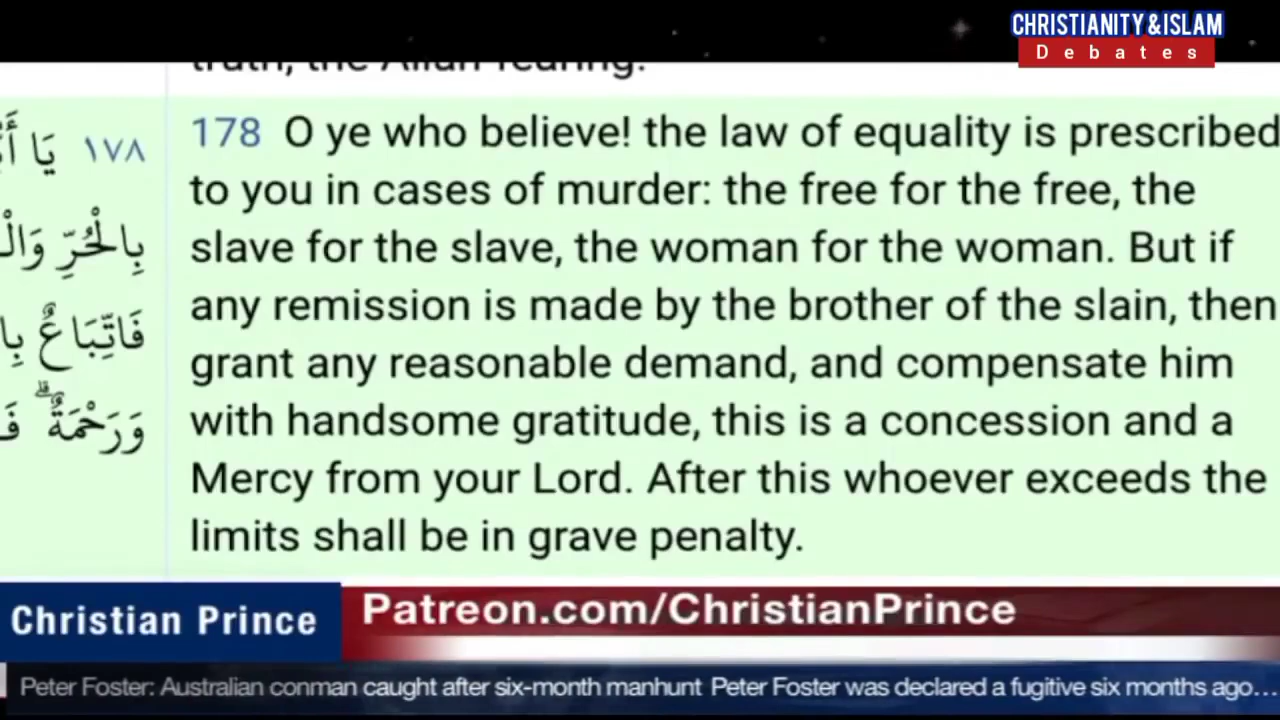 CHRISTIANITY & ISLAM
Debates
truth, the Allah fearing.
178 O ye who believe! the law of equality is prescribed
to you in cases of murder: the free for the free, the
slave for the slave, the woman for the woman. But if
any remission is made by the brother of the slain, then
grant any reasonable demand, and compensate him
with handsome gratitude, this is a concession and a
Mercy from your Lord. After this whoever exceeds the
limits shall be in grave penalty.
١٧٨ يَا
بِالْحُرِّ
فَاتِّبَاعٌ
وَرَحْمَةٌ ۗ
Christian Prince
Patreon.com/ChristianPrince
Peter Foster: Australian conman caught after six-month manhunt Peter Foster was declared a fugitive six months ago...